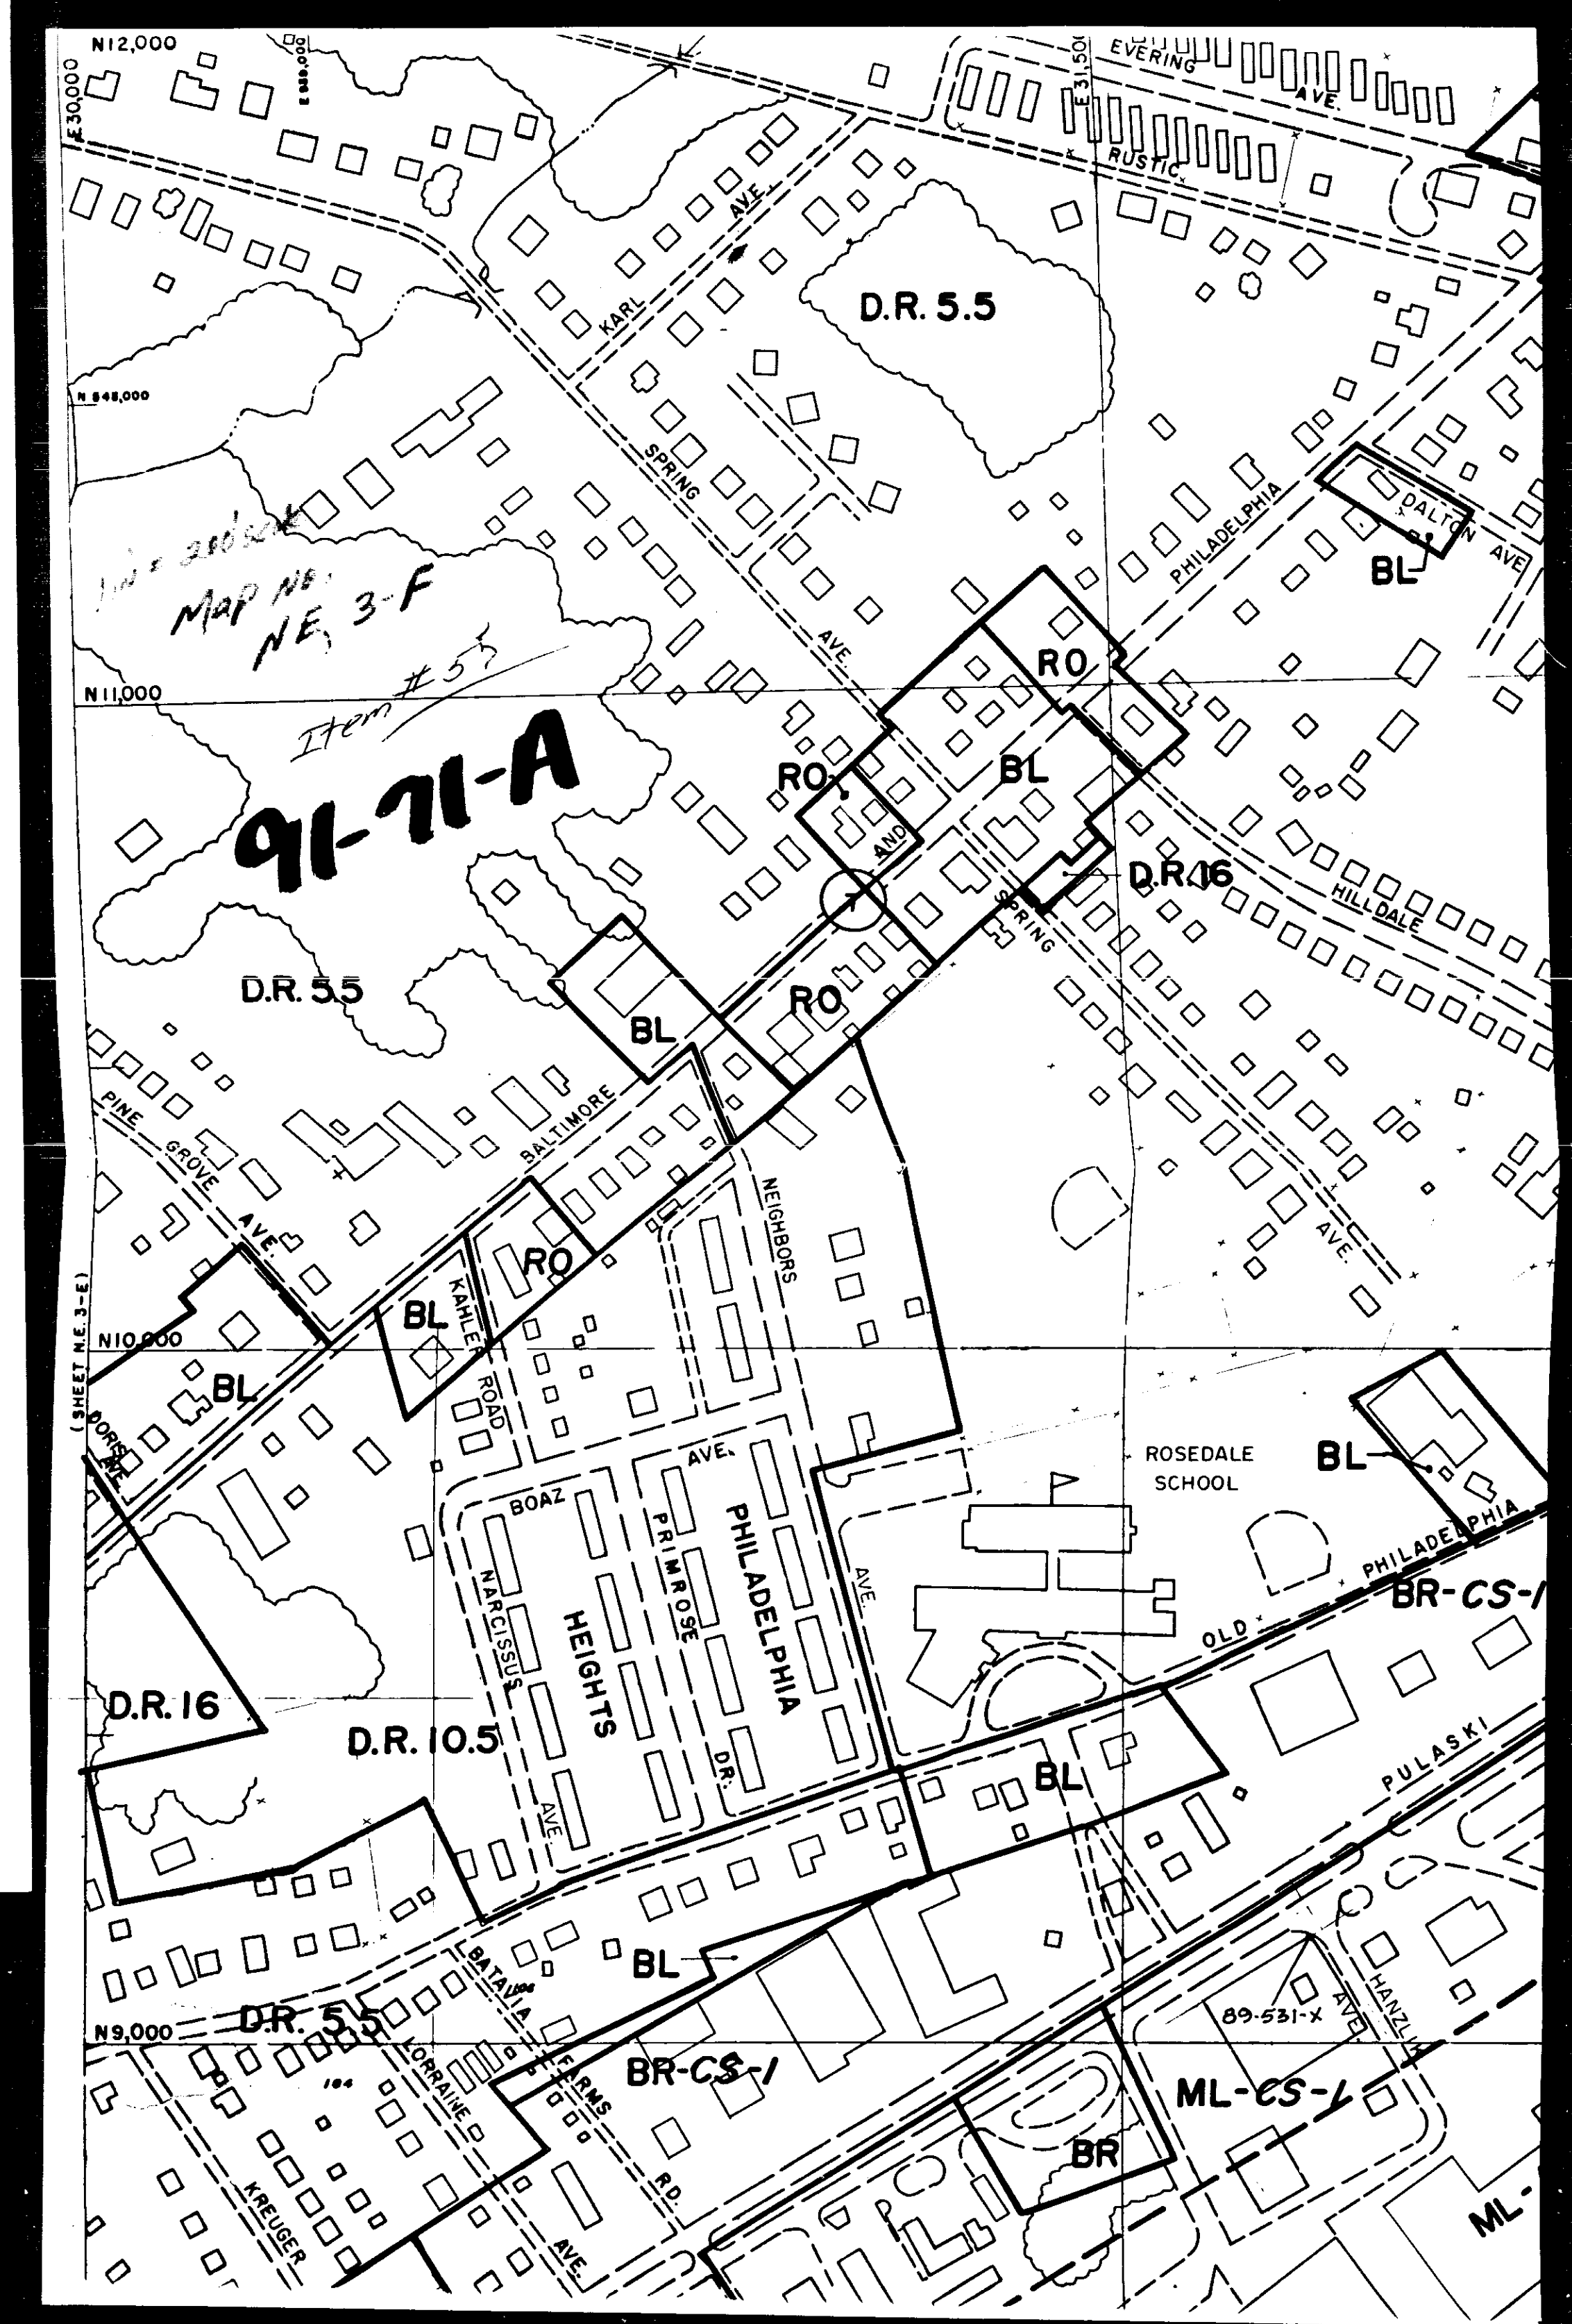 N12,000
E30,000
E 31,500
EVERING
AVE.
RUSTIC
KARL
AVE.
D.R. 5.5
N 645,000
SPRING
AVE.
PHILADELPHIA
DALTON AVE
BL
Map No.
NE, 3-F
Item #55
N11,000
91-71-A
RO
BL
RO
AND
D.R.16
SPRING
AVE.
HILLDALE
D.R. 5.5
RO
BL
BALTIMORE
PINE GROVE AVE.
NEIGHBORS
AVE.
RO
BL
KAHLER
ROAD
(SHEET N.E. 3-E)
N10,000
BL
DORIS
AVE
AVE.
BOAZ
ROSEDALE
SCHOOL
BL
PHILADELPHIA
OLD
BR-CS-1
NARCISSUS
AVE.
HEIGHTS
PRIMROSE
DR.
PHILADELPHIA
D.R. 16
D.R. 10.5
BL
PULASKI
BL
BATAVIA
FARMS
RD.
N9,000
D.R. 5.5
LORRAINE
AVE.
KREUGER
BR-CS-1
89-531-X
HANZLIK
AVE.
ML-CS-1
BR
ML-